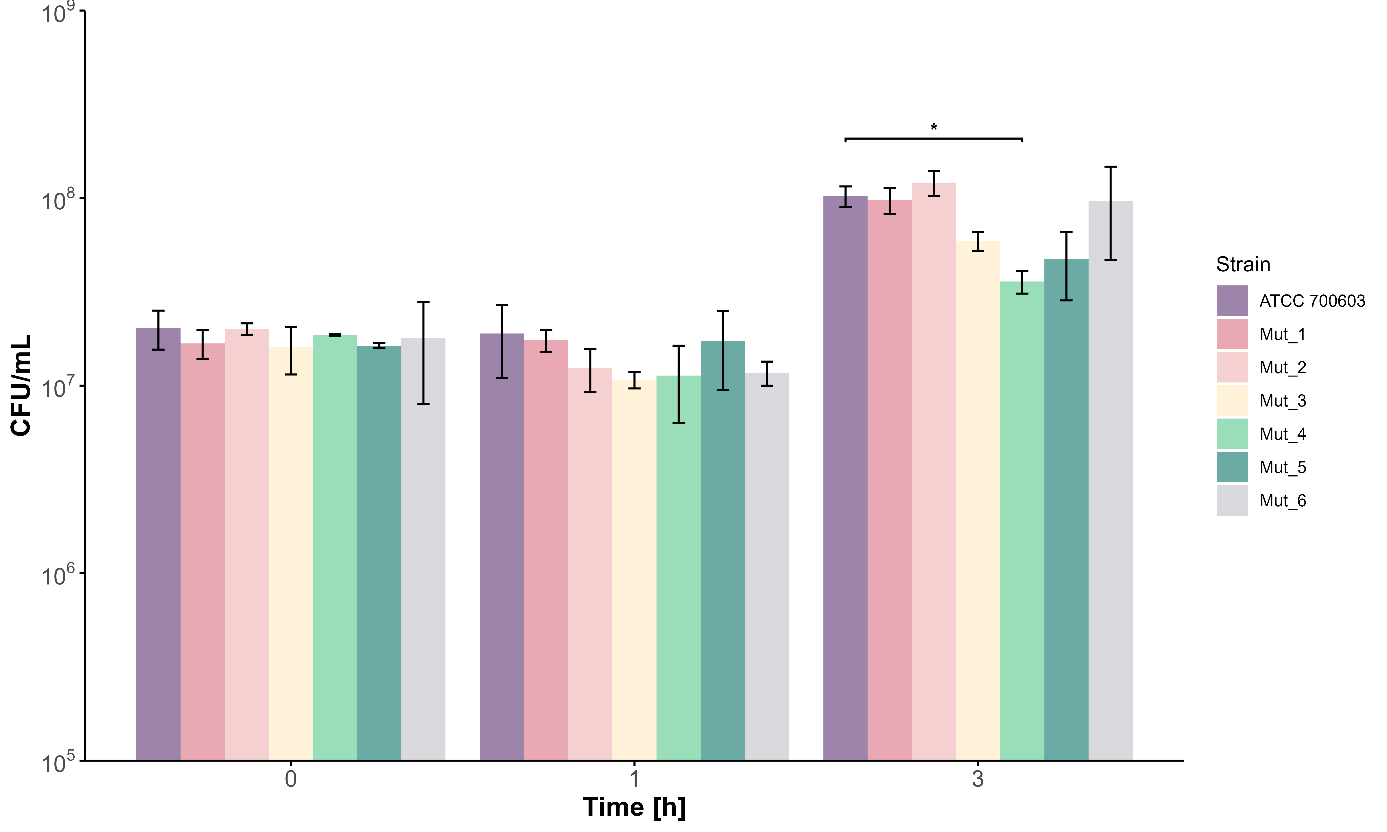 10⁹
10⁸
10⁷
10⁶
10⁵
CFU/mL
*
0 1 3
Time [h]
Strain
ATCC 700603
Mut_1
Mut_2
Mut_3
Mut_4
Mut_5
Mut_6